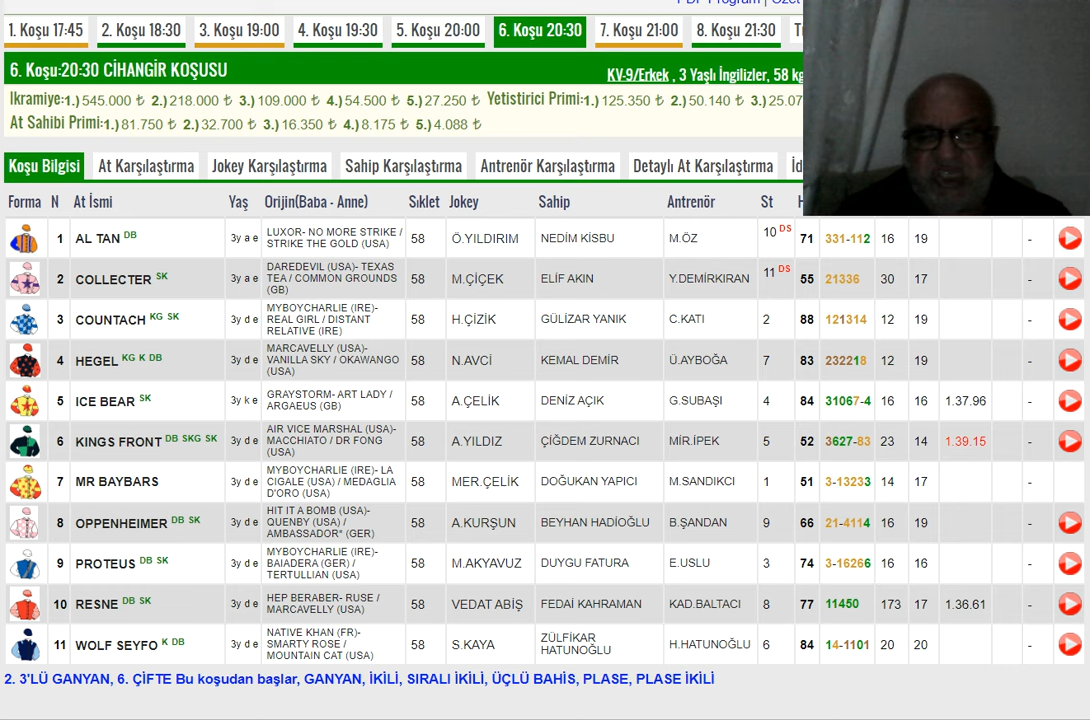 PDF Program | Özet
1. Koşu 17:45 2. Koşu 18:30 3. Koşu 19:00 4. Koşu 19:30 5. Koşu 20:00 6. Koşu 20:30 7. Koşu 21:00 8. Koşu 21:30
6. Koşu:20:30 CİHANGİR KOŞUSU KV-9/Erkek , 3 Yaşlı İngilizler, 58 kg
Ikramiye:1.) 545.000 ₺ 2.) 218.000 ₺ 3.) 109.000 ₺ 4.) 54.500 ₺ 5.) 27.250 ₺ Yetistirici Primi:1.) 125.350 ₺ 2.) 50.140 ₺ 3.) 25.07
At Sahibi Primi:1.) 81.750 ₺ 2.) 32.700 ₺ 3.) 16.350 ₺ 4.) 8.175 ₺ 5.) 4.088 ₺
Koşu Bilgisi At Karşılaştırma Jokey Karşılaştırma Sahip Karşılaştırma Antrenör Karşılaştırma Detaylı At Karşılaştırma İd
Forma N At İsmi Yaş Orijin(Baba - Anne) Sıklet Jokey Sahip Antrenör St
1 AL TAN DB 3y a e LUXOR- NO MORE STRIKE / STRIKE THE GOLD (USA) 58 Ö.YILDIRIM NEDİM KİSBU M.ÖZ 10 DS 71 331-112 16 19 -
2 COLLECTER SK 3y a e DAREDEVIL (USA)- TEXAS TEA / COMMON GROUNDS (GB) 58 M.ÇİÇEK ELİF AKIN Y.DEMİRKIRAN 11 DS 55 21336 30 17 -
3 COUNTACH KG SK 3y d e MYBOYCHARLIE (IRE)- REAL GIRL / DISTANT RELATIVE (IRE) 58 H.ÇİZİK GÜLİZAR YANIK C.KATI 2 88 121314 12 19 -
4 HEGEL KG K DB 3y d e MARCAVELLY (USA)- VANILLA SKY / OKAWANGO (USA) 58 N.AVCİ KEMAL DEMİR Ü.AYBOĞA 7 83 232218 12 19 -
5 ICE BEAR SK 3y k e GRAYSTORM- ART LADY / ARGAEUS (GB) 58 A.ÇELİK DENİZ AÇIK G.SUBAŞI 4 84 31067-4 16 16 1.37.96 -
6 KINGS FRONT DB SKG SK 3y d e AIR VICE MARSHAL (USA)- MACCHIATO / DR FONG (USA) 58 A.YILDIZ ÇİĞDEM ZURNACI MİR.İPEK 5 52 3627-83 23 14 1.39.15 -
7 MR BAYBARS 3y d e MYBOYCHARLIE (IRE)- LA CIGALE (USA) / MEDAGLIA D'ORO (USA) 58 MER.ÇELİK DOĞUKAN YAPICI M.SANDIKCI 1 51 3-13233 14 17
8 OPPENHEIMER DB SK 3y d e HIT IT A BOMB (USA)- QUENBY (USA) / AMBASSADOR* (GER) 58 A.KURŞUN BEYHAN HADİOĞLU B.ŞANDAN 9 66 21-4114 16 19 -
9 PROTEUS DB SK 3y d e MYBOYCHARLIE (IRE)- BAIADERA (GER) / TERTULLIAN (USA) 58 M.AKYAVUZ DUYGU FATURA E.USLU 3 74 3-16266 16 16 -
10 RESNE DB SK 3y d e HEP BERABER- RUSE / MARCAVELLY (USA) 58 VEDAT ABİŞ FEDAİ KAHRAMAN KAD.BALTACI 8 77 11450 173 17 1.36.61 -
11 WOLF SEYFO K DB 3y d e NATIVE KHAN (FR)- SMARTY ROSE / MOUNTAIN CAT (USA) 58 S.KAYA ZÜLFİKAR HATUNOĞLU H.HATUNOĞLU 6 84 14-1101 20 20 -
2. 3'LÜ GANYAN, 6. ÇİFTE Bu koşudan başlar, GANYAN, İKİLİ, SIRALI İKİLİ, ÜÇLÜ BAHİS, PLASE, PLASE İKİLİ